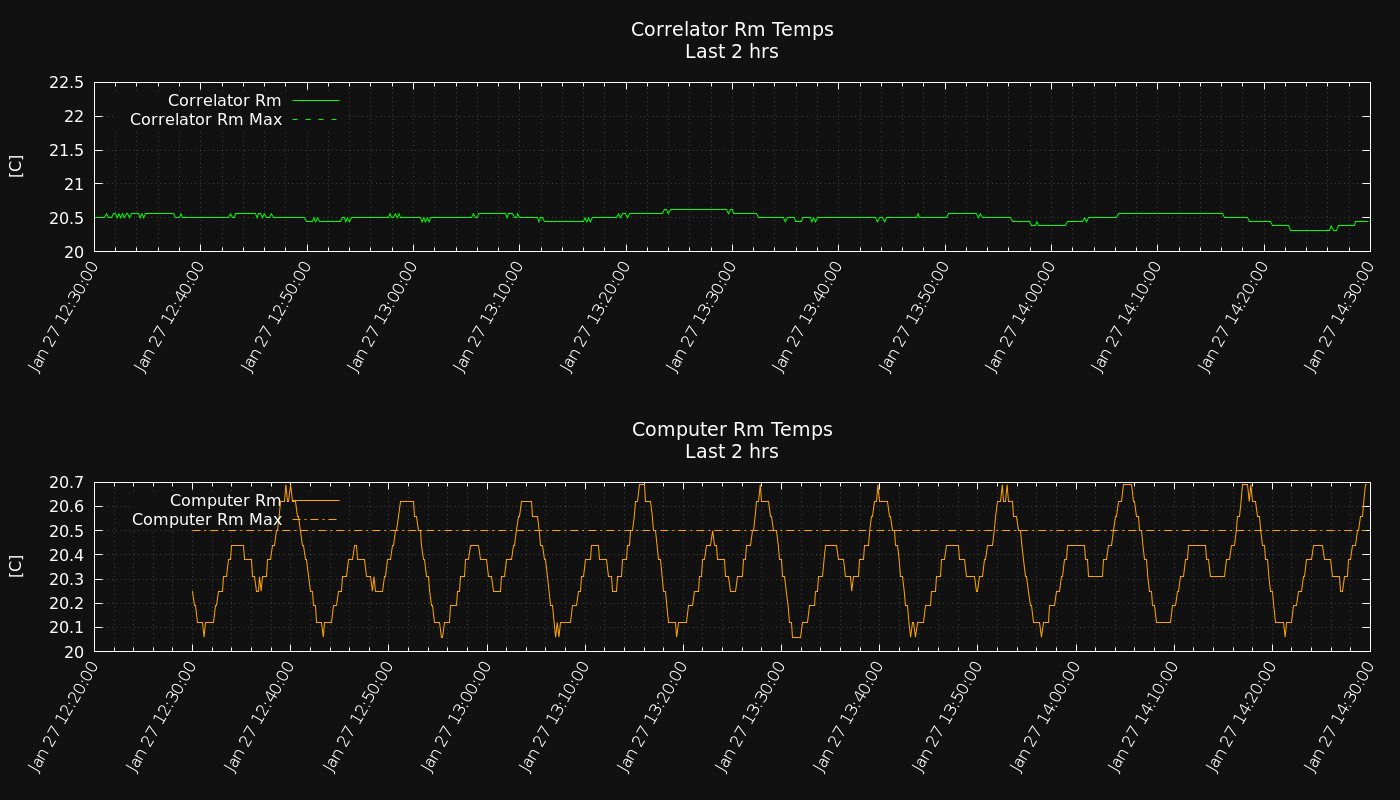 Correlator Rm Temps
Last 2 hrs
22.5
22
21.5
21
20.5
20
[C]
Correlator Rm
Correlator Rm Max
Jan 27 12:30:00
Jan 27 12:40:00
Jan 27 12:50:00
Jan 27 13:00:00
Jan 27 13:10:00
Jan 27 13:20:00
Jan 27 13:30:00
Jan 27 13:40:00
Jan 27 13:50:00
Jan 27 14:00:00
Jan 27 14:10:00
Jan 27 14:20:00
Jan 27 14:30:00
Computer Rm Temps
Last 2 hrs
20.7
20.6
20.5
20.4
20.3
20.2
20.1
20
[C]
Computer Rm
Computer Rm Max
Jan 27 12:20:00
Jan 27 12:30:00
Jan 27 12:40:00
Jan 27 12:50:00
Jan 27 13:00:00
Jan 27 13:10:00
Jan 27 13:20:00
Jan 27 13:30:00
Jan 27 13:40:00
Jan 27 13:50:00
Jan 27 14:00:00
Jan 27 14:10:00
Jan 27 14:20:00
Jan 27 14:30:00